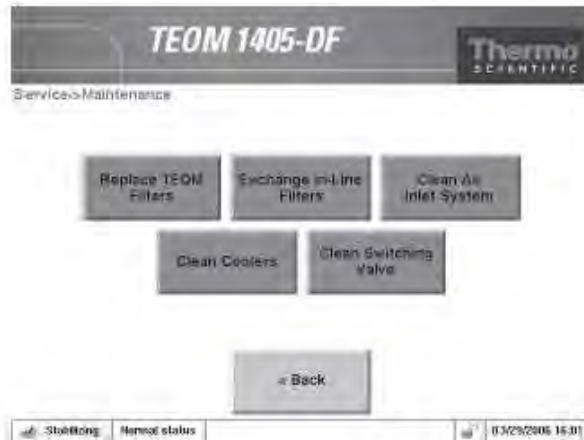 TEOM 1405-DF
Thermo
SCIENTIFIC
Service>Maintenance
Replace TEOM
Filters
Exchange In-Line
Filters
Clean Air
Inlet System
Clean Coolers
Clean Switching
Valve
< Back
Stabilizing
Normal status
03/29/2006 16:01